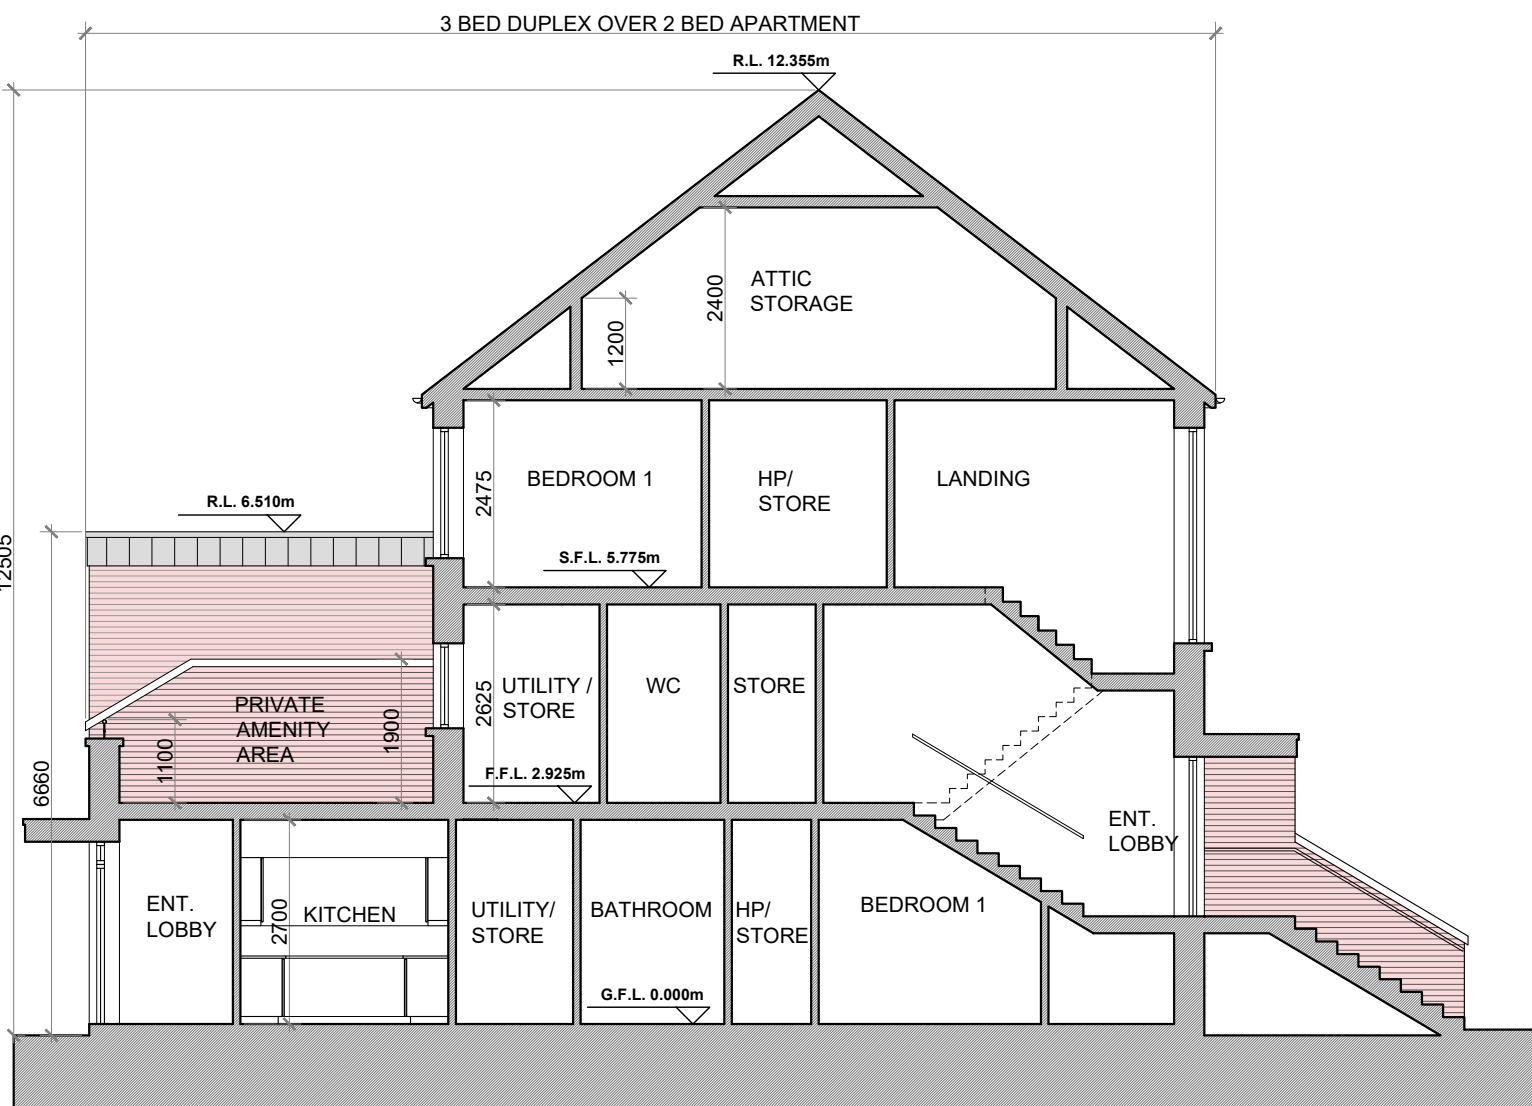 3 BED DUPLEX OVER 2 BED APARTMENT
R.L. 12.355m
ATTIC
STORAGE
2400
1200
BEDROOM 1
HP/
STORE
LANDING
2475
R.L. 6.510m
S.F.L. 5.775m
12505
UTILITY /
STORE
WC
STORE
2625
PRIVATE
AMENITY
AREA
1900
1100
6660
F.F.L. 2.925m
ENT.
LOBBY
ENT.
LOBBY
KITCHEN
2700
UTILITY/
STORE
BATHROOM
HP/
STORE
BEDROOM 1
G.F.L. 0.000m